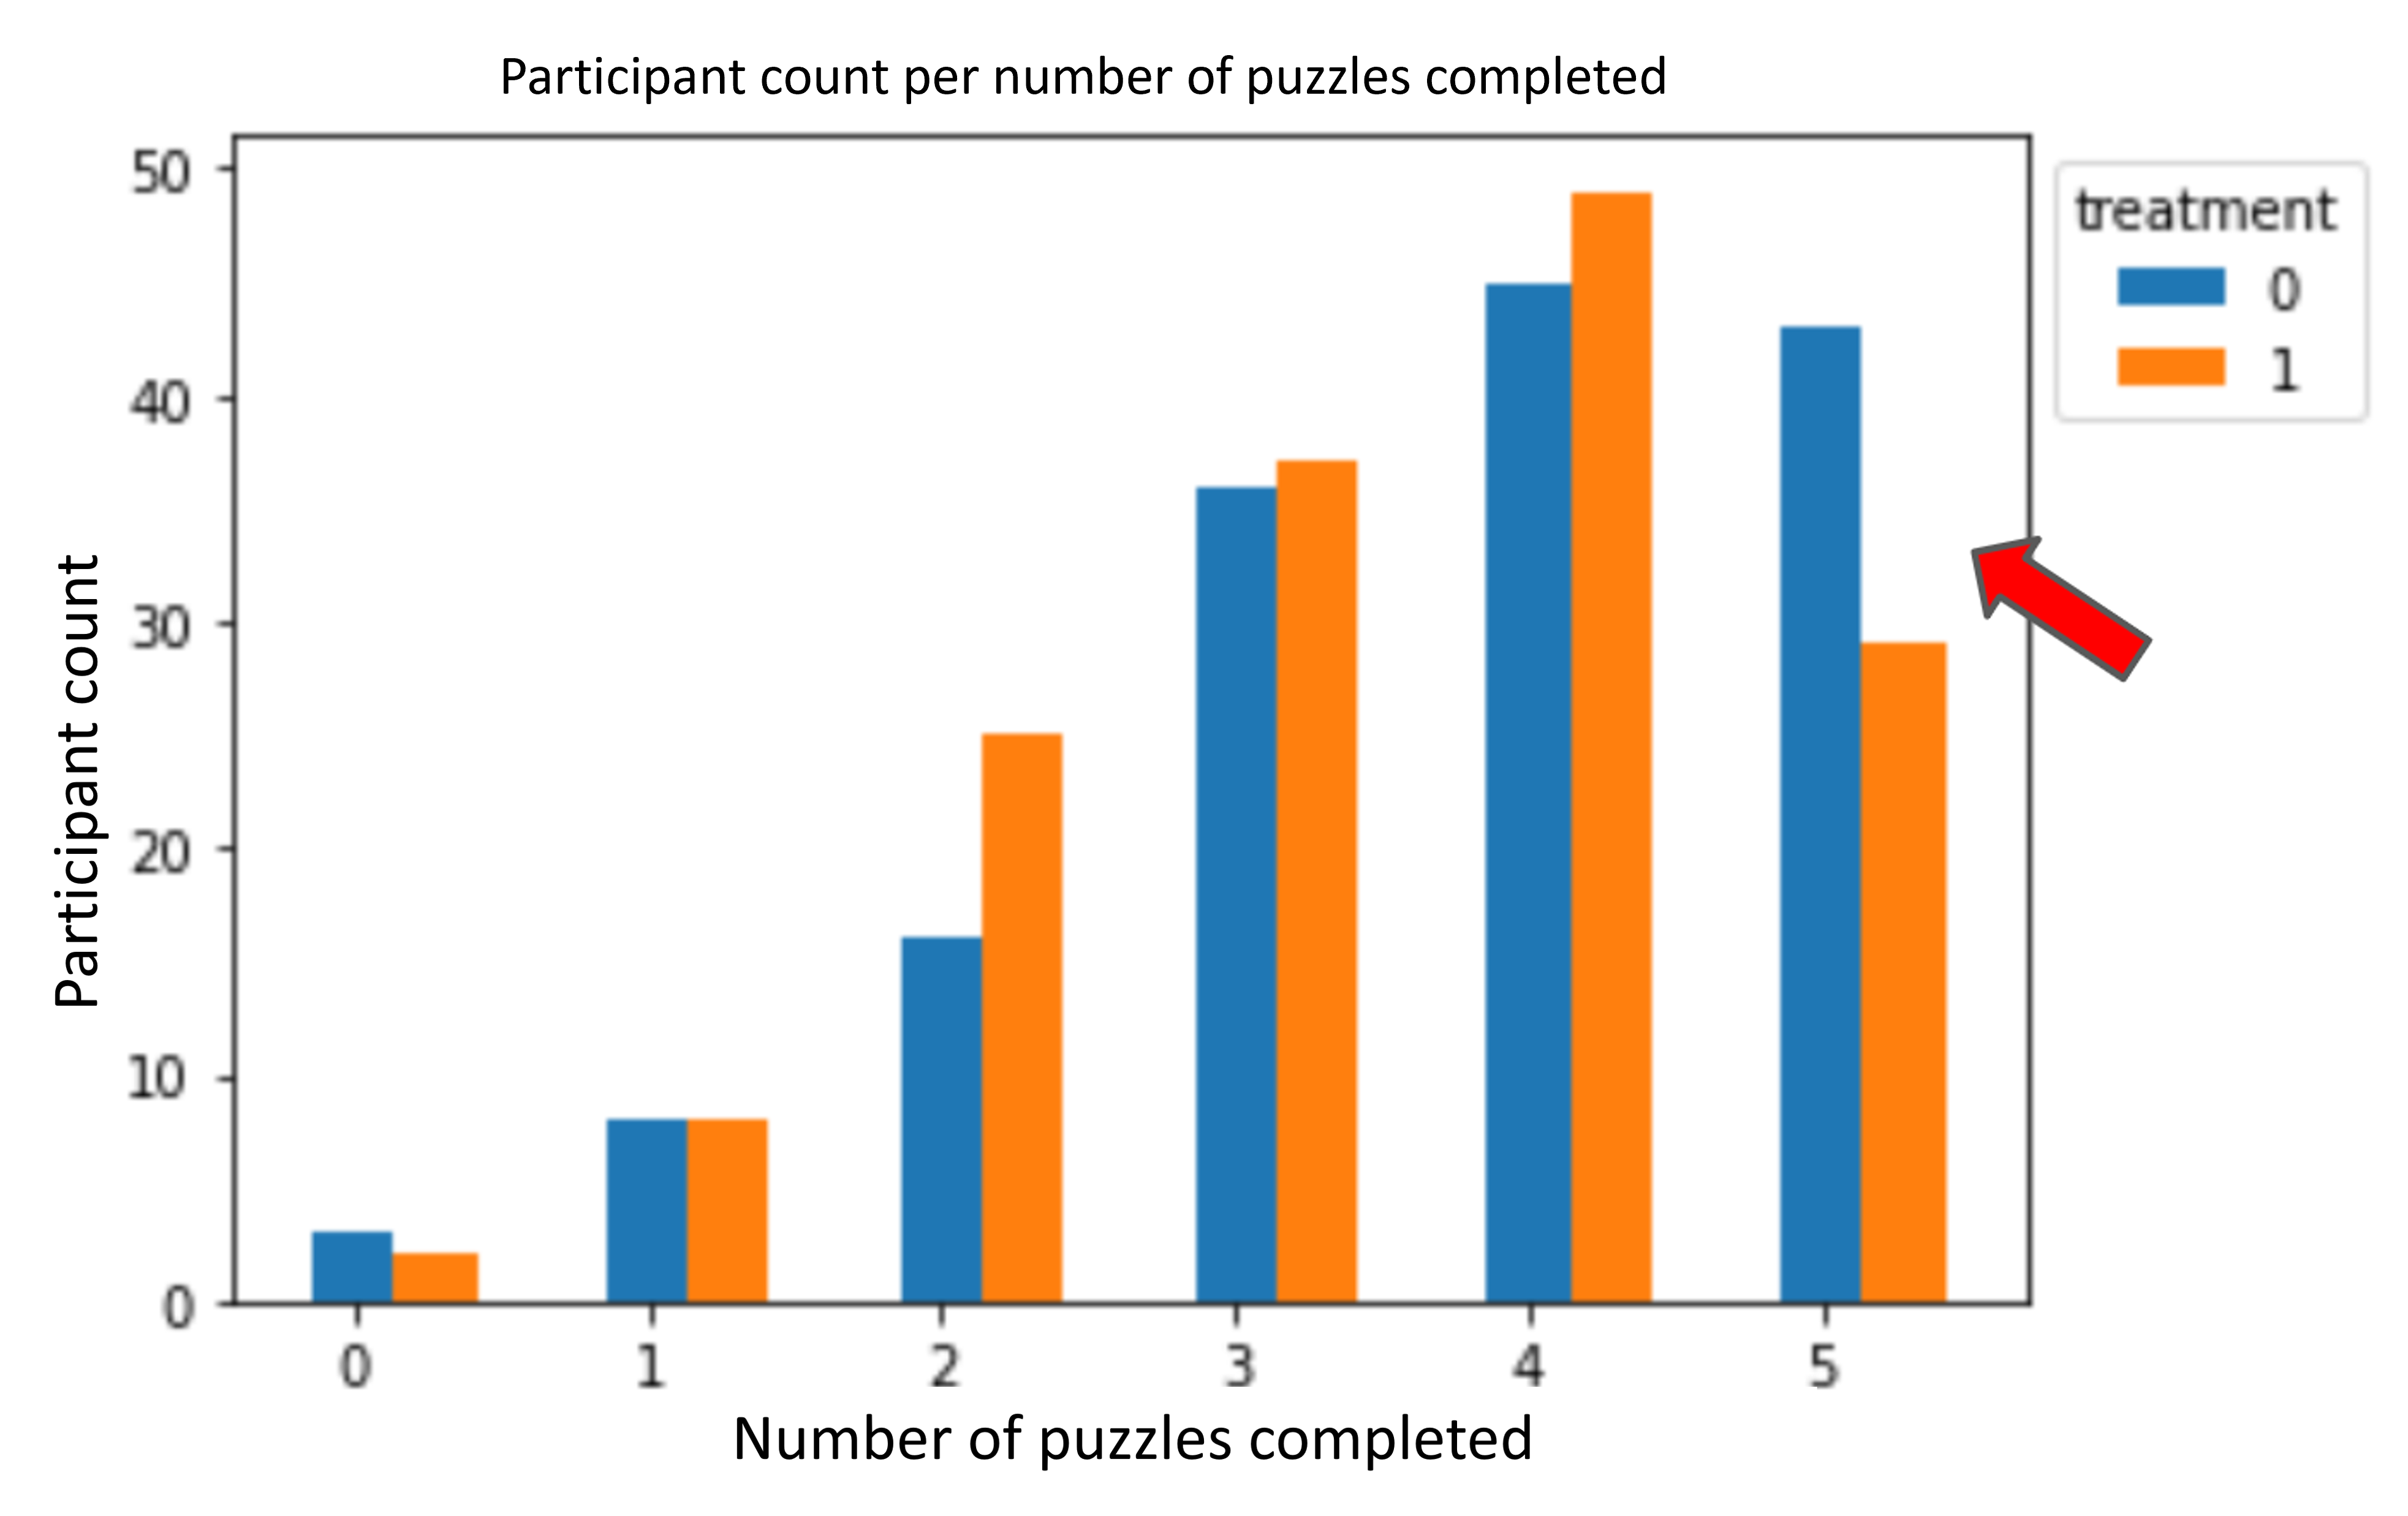 Participant count per number of puzzles completed
50
40
30
20
10
0
Participant count
0 1 2 3 4 5
Number of puzzles completed
treatment
0
1